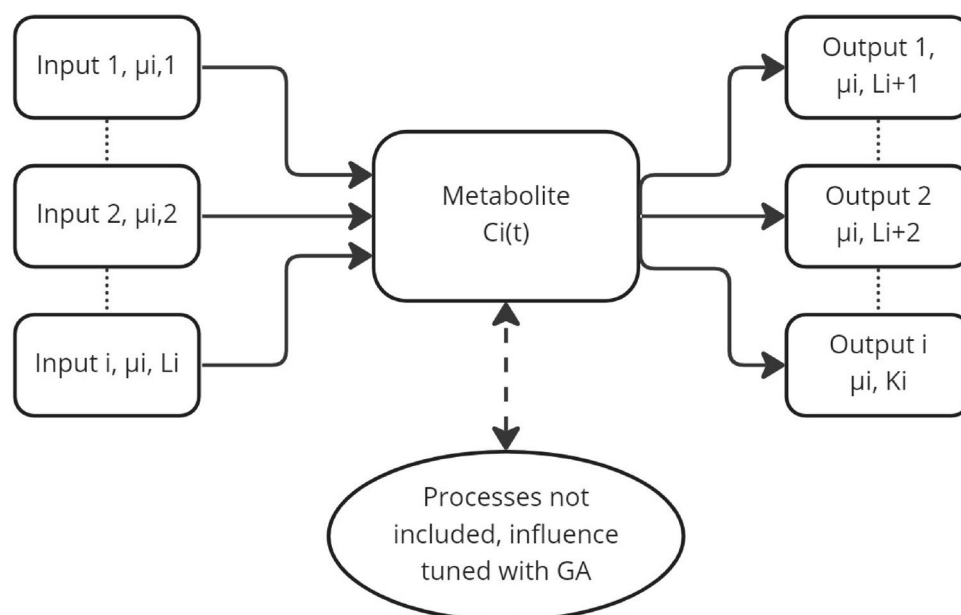 Input 1, μi,1
Input 2, μi,2
Input i, μi, Li
Metabolite
Ci(t)
Output 1,
μi, Li+1
Output 2
μi, Li+2
Output i
μi, Ki
Processes not
included, influence
tuned with GA